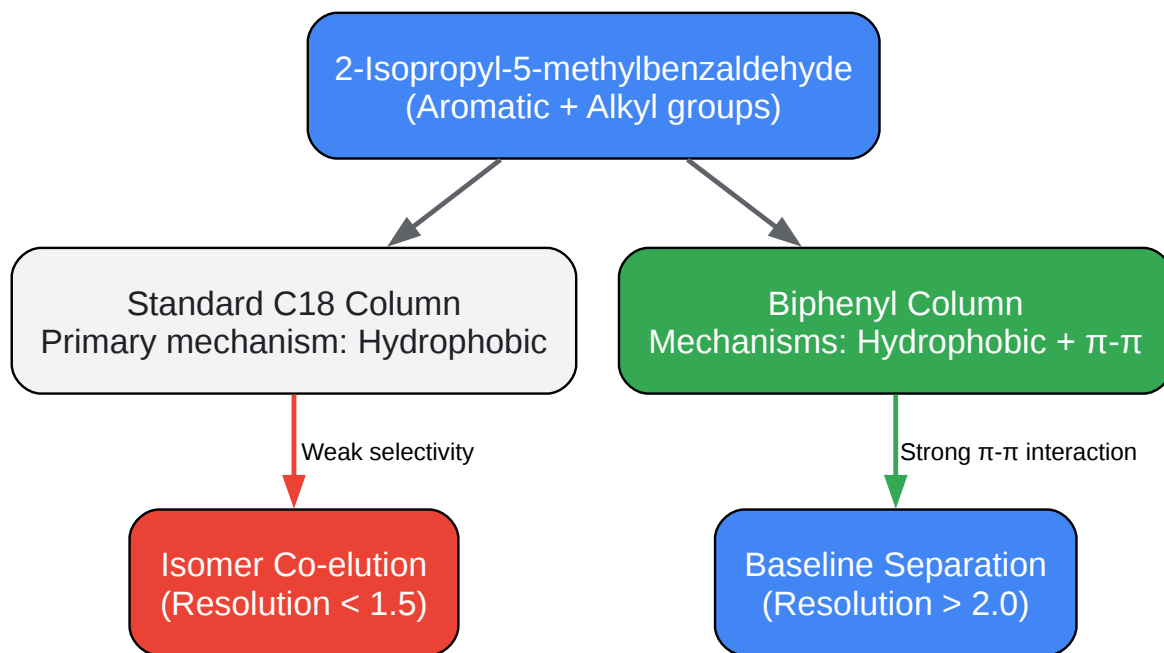 2-Isopropyl-5-methylbenzaldehyde
(Aromatic + Alkyl groups)
Standard C18 Column
Primary mechanism: Hydrophobic
Biphenyl Column
Mechanisms: Hydrophobic + π-π
Weak selectivity
Strong π-π interaction
Isomer Co-elution
(Resolution < 1.5)
Baseline Separation
(Resolution > 2.0)